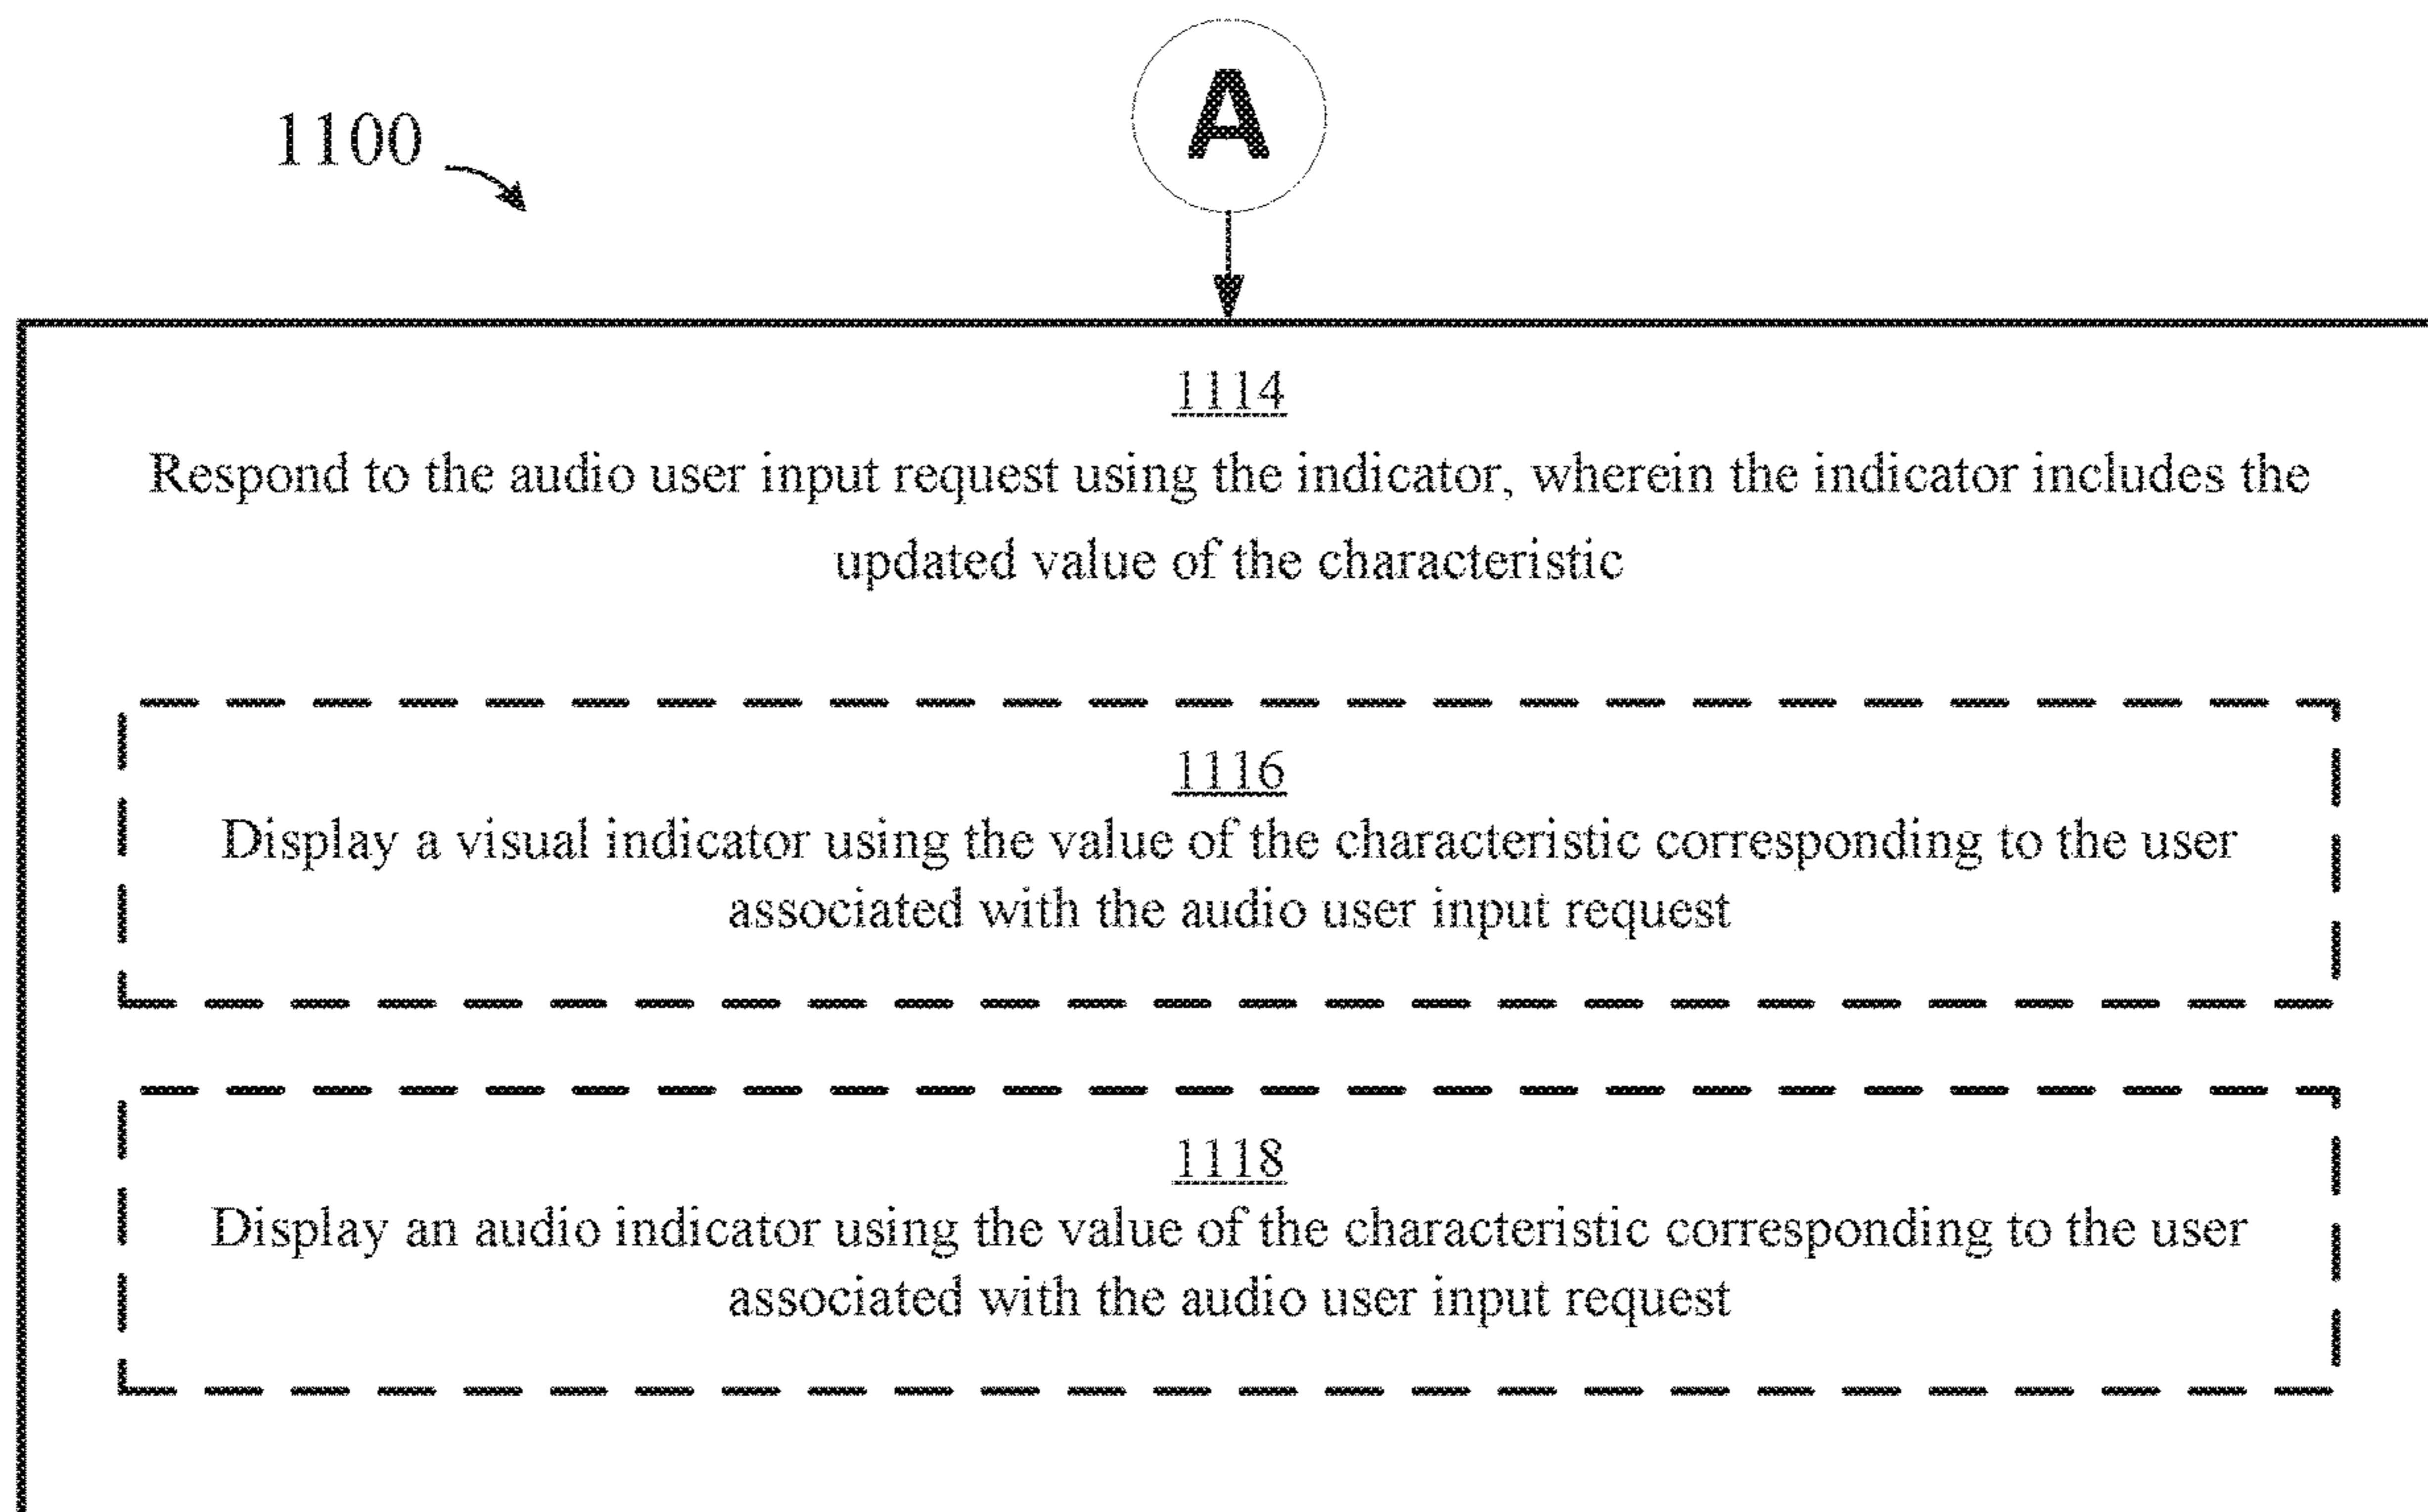 A
1100
1114
Respond to the audio user input request using the indicator, wherein the indicator includes the
updated value of the characteristic
1116
Display a visual indicator using the value of the characteristic corresponding to the user
associated with the audio user input request
1118
Display an audio indicator using the value of the characteristic corresponding to the user
associated with the audio user input request